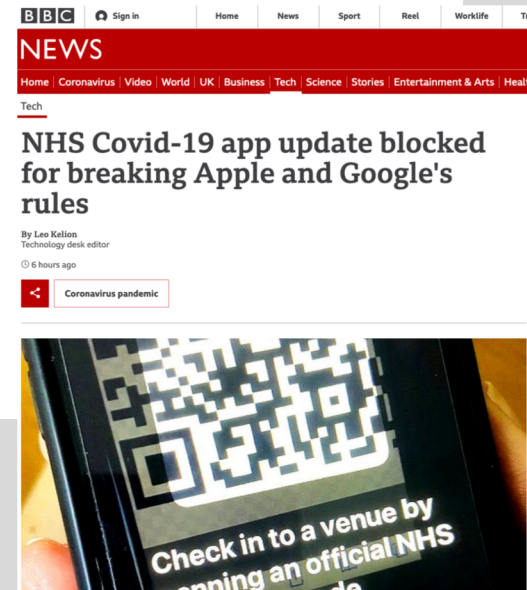 BBC Sign in Home News Sport Reel Worklife
NEWS
Home Coronavirus Video World UK Business Tech Science Stories Entertainment & Arts
Tech
NHS Covid-19 app update blocked
for breaking Apple and Google's
rules
By Leo Kelion
Technology desk editor
6 hours ago
Coronavirus pandemic
Check in to a venue by
an official NHS